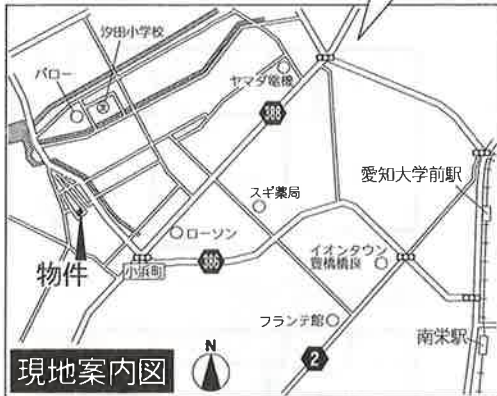 汐田小学校
バロー
ヤマダ電機
388
愛知大学前駅
スギ薬局
ローソン
物件
小浜町
386
イオンタウン
豊橋橋良
フランテ館
南栄駅
2
現地案内図
N